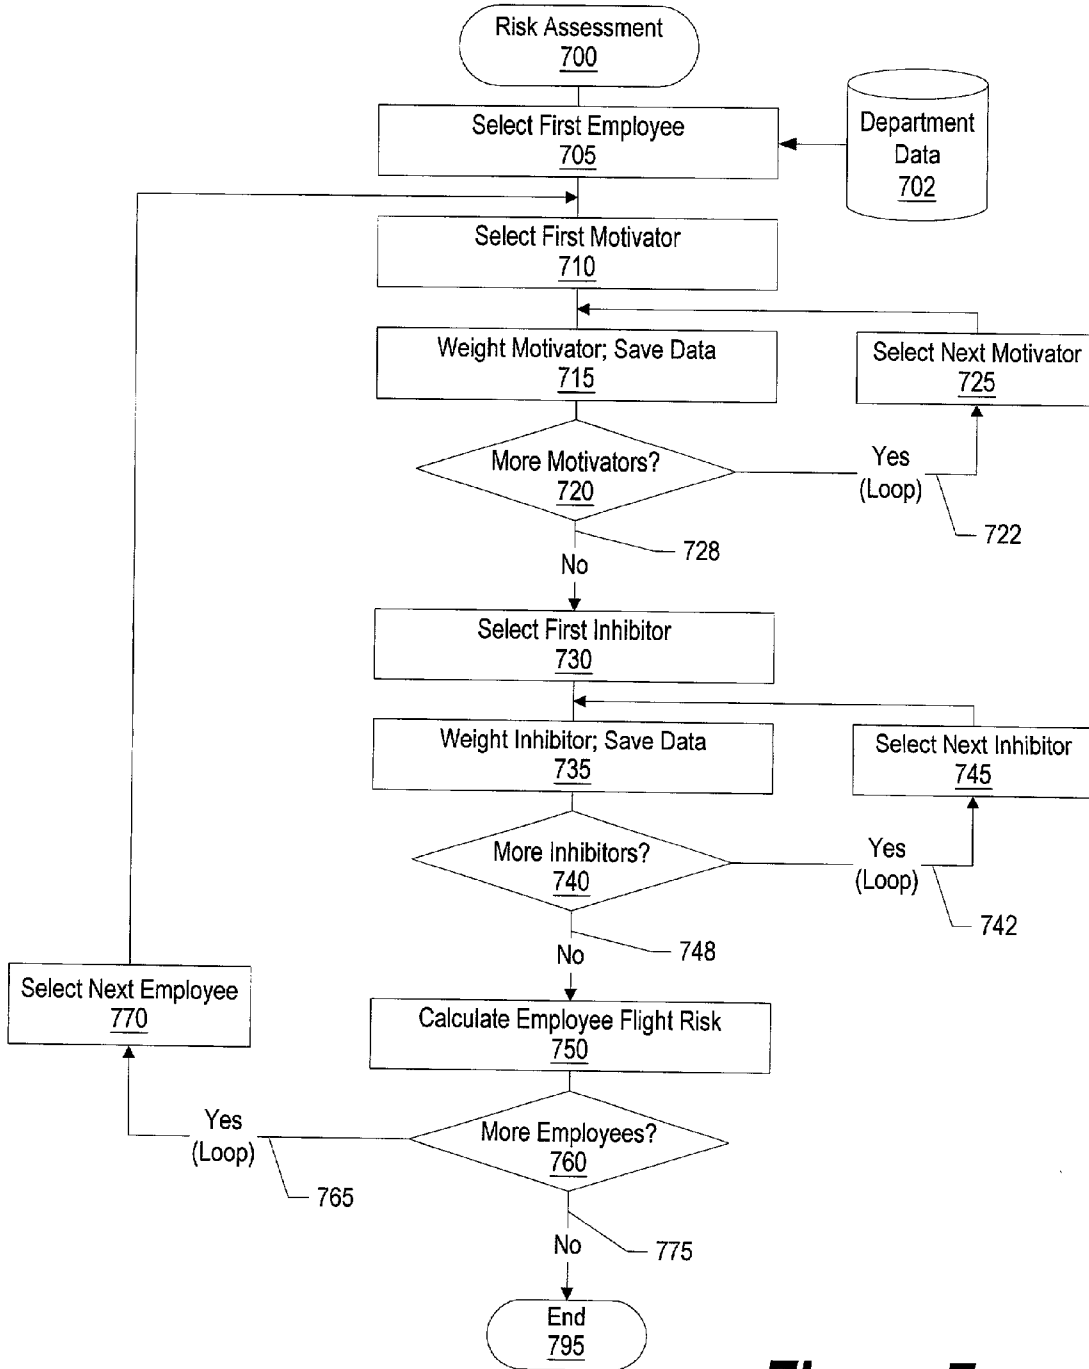 Risk Assessment
700
Select First Employee
705
Department
Data
702
Select First Motivator
710
Weight Motivator; Save Data
715
Select Next Motivator
725
More Motivators?
720
Yes
(Loop)
722
728
No
Select First Inhibitor
730
Weight Inhibitor; Save Data
735
Select Next Inhibitor
745
More Inhibitors?
740
Yes
(Loop)
742
748
No
Select Next Employee
770
Calculate Employee Flight Risk
750
Yes
(Loop)
More Employees?
760
765
775
No
End
795